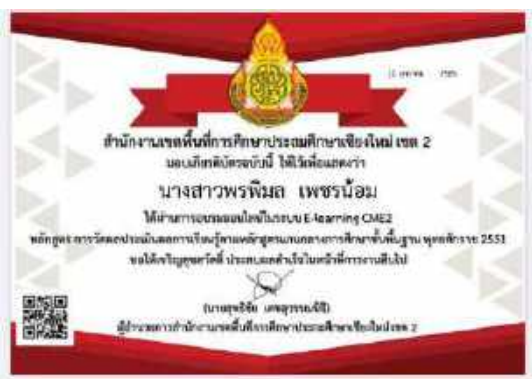 สำนักงานเขตพื้นที่การศึกษาประถมศึกษาเชียงใหม่ เขต 2
มอบเกียรติบัตรฉบับนี้ ให้ไว้เพื่อแสดงว่า
นางสาวพรพิมล เพชรน้อม
ได้ผ่านการอบรมออนไลน์ในระบบ E-learning CME2
หลักสูตร การวัดผลประเมินผลการเรียนรู้ตามหลักสูตรแกนกลางการศึกษาขั้นพื้นฐาน พุทธศักราช 2551
ขอให้เจริญสุขสวัสดิ์ ประสบผลสำเร็จในหน้าที่การงานสืบไป
ผู้อำนวยการสำนักงานเขตพื้นที่การศึกษาประถมศึกษาเชียงใหม่ เขต 2